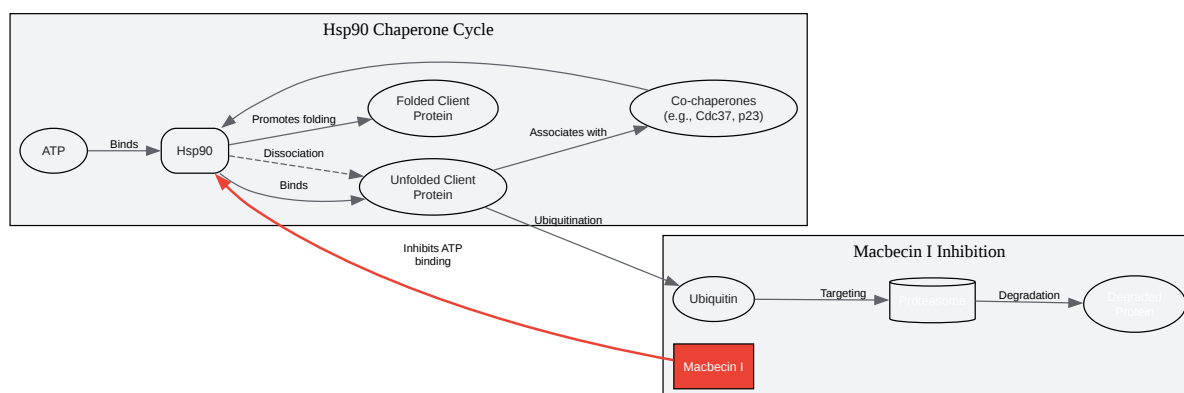 Hsp90 Chaperone Cycle
ATP
Binds
Hsp90
Promotes folding
Dissociation
Binds
Folded Client
Protein
Unfolded Client
Protein
Associates with
Co-chaperones
(e.g., Cdc37, p23)
Ubiquitination
Inhibits ATP
binding
Macbecin I Inhibition
Ubiquitin
Targeting
Proteasome
Degradation
Degraded
Protein
Macbecin I